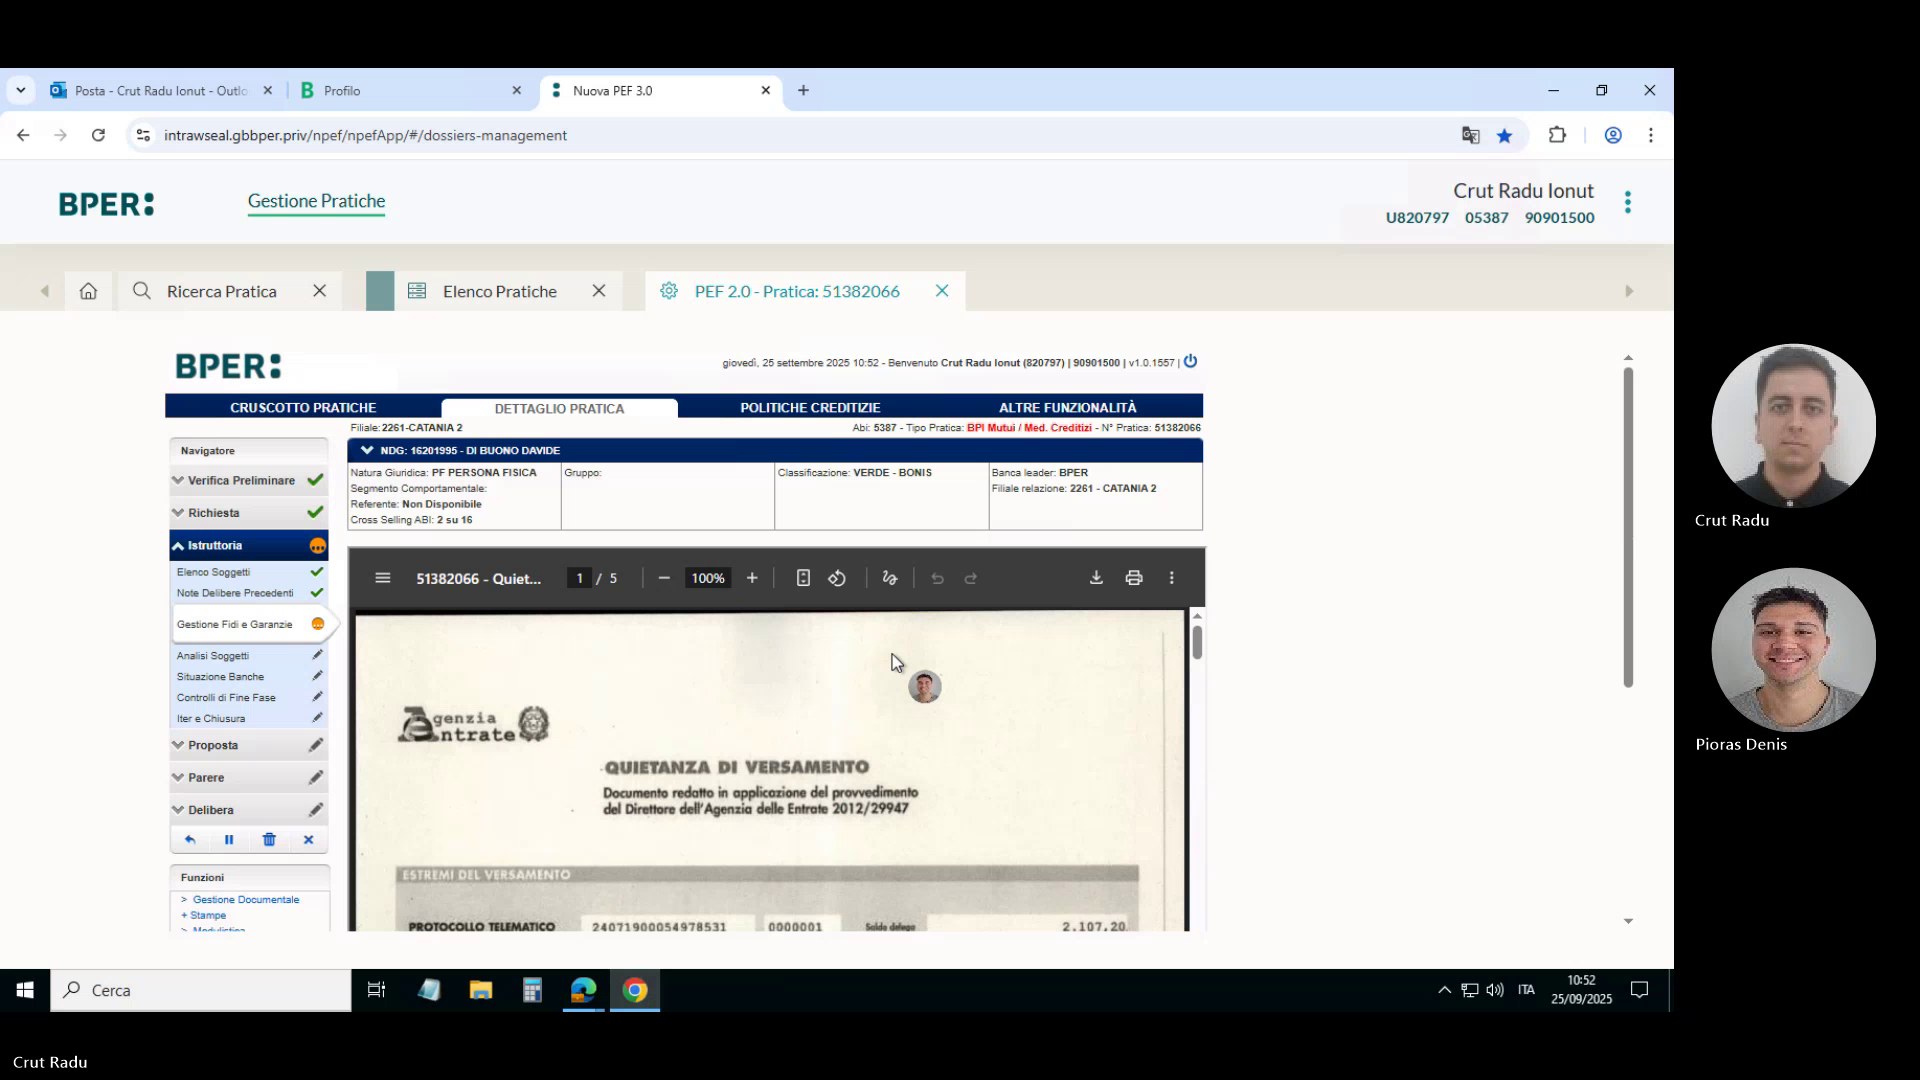 Posta - Crut Radu Ionut - Outlo
Profilo
Nuova PEF 3.0
intrawseal.gbbper.priv/npef/npefApp/#/dossiers-management
BPER:
Gestione Pratiche
Crut Radu Ionut
U820797 05387 90901500
Ricerca Pratica
Elenco Pratiche
PEF 2.0 - Pratica: 51382066
BPER:
giovedì, 25 settembre 2025 10:52 - Benvenuto Crut Radu Ionut (820797) | 90901500 | v1.0.1557 |
CRUSCOTTO PRATICHE
DETTAGLIO PRATICA
POLITICHE CREDITIZIE
ALTRE FUNZIONALITÀ
Filiale: 2261-CATANIA 2
Abi: 5387 - Tipo Pratica: BPI Mutui / Med. Creditizi - N° Pratica: 51382066
Navigatore
Verifica Preliminare
Richiesta
Istruttoria
Elenco Soggetti
Note Delibere Precedenti
Gestione Fidi e Garanzie
Analisi Soggetti
Situazione Banche
Controlli di Fine Fase
Iter e Chiusura
Proposta
Parere
Delibera
Funzioni
> Gestione Documentale
+ Stampe
> Modulistica
NDG: 16201995 - DI BUONO DAVIDE
Natura Giuridica: PF PERSONA FISICA
Segmento Comportamentale:
Referente: Non Disponibile
Cross Selling ABI: 2 su 16
Gruppo:
Classificazione: VERDE - BONIS
Banca leader: BPER
Filiale relazione: 2261 - CATANIA 2
51382066 - Quiet...
1 / 5
100%
Agenzia
Entrate
QUIETANZA DI VERSAMENTO
Documento redatto in applicazione del provvedimento
del Direttore dell'Agenzia delle Entrate 2012/29947
ESTREMI DEL VERSAMENTO
PROTOCOLLO TELEMATICO 24071900054978531 0000001 Saldo delega 2.107,20
Cerca
ITA
10:52
25/09/2025
Crut Radu
Pioras Denis
Crut Radu